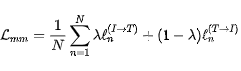 $\mathcal{L}_{mm} = \frac{1}{N} \sum_{n=1}^{N} \lambda \ell_n^{(I \to T)} + (1 - \lambda) \ell_n^{(T \to I)}$